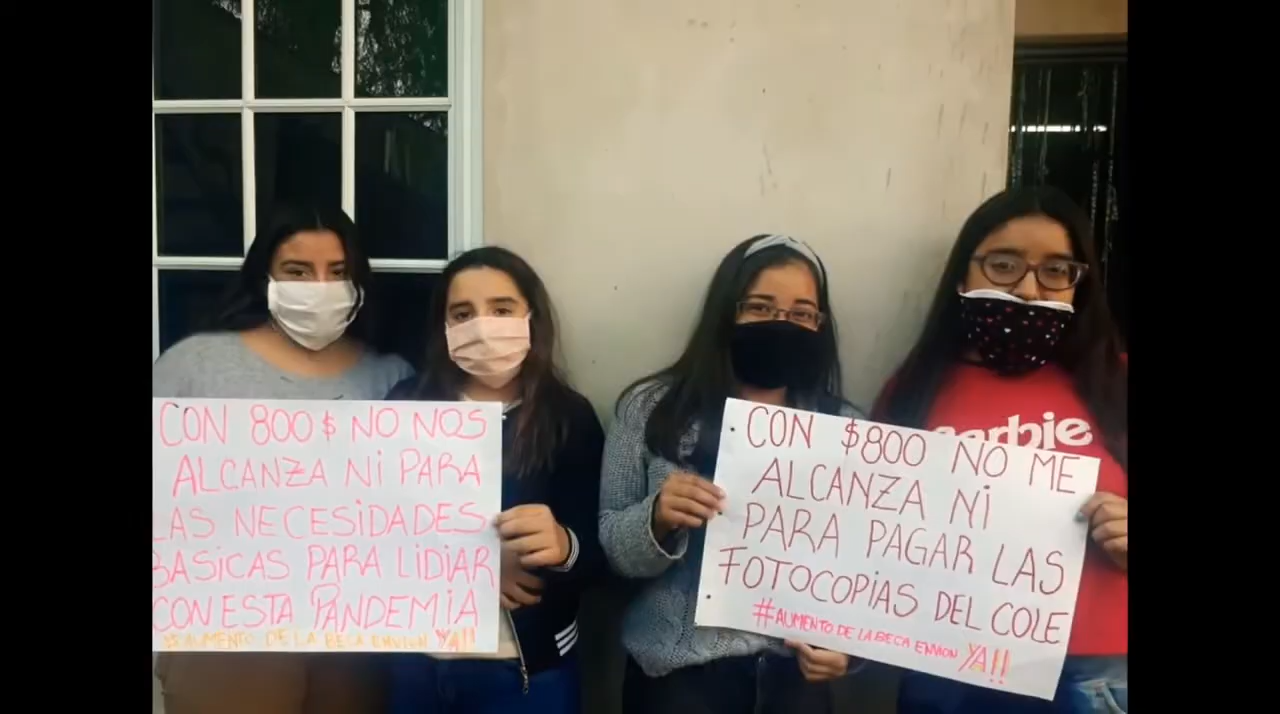 CON 800$ NO NOS
ALCANZA NI PARA
LAS NECESIDADES
BASICAS PARA LIDIAR
CON ESTA PANDEMIA
#AUMENTO DE LA BECA ENVION YA!!
CON $800 NO ME
ALCANZA NI
PARA PAGAR LAS
FOTOCOPIAS DEL COLE
#AUMENTO DE LA BECA ENVION YA!!
Barbie